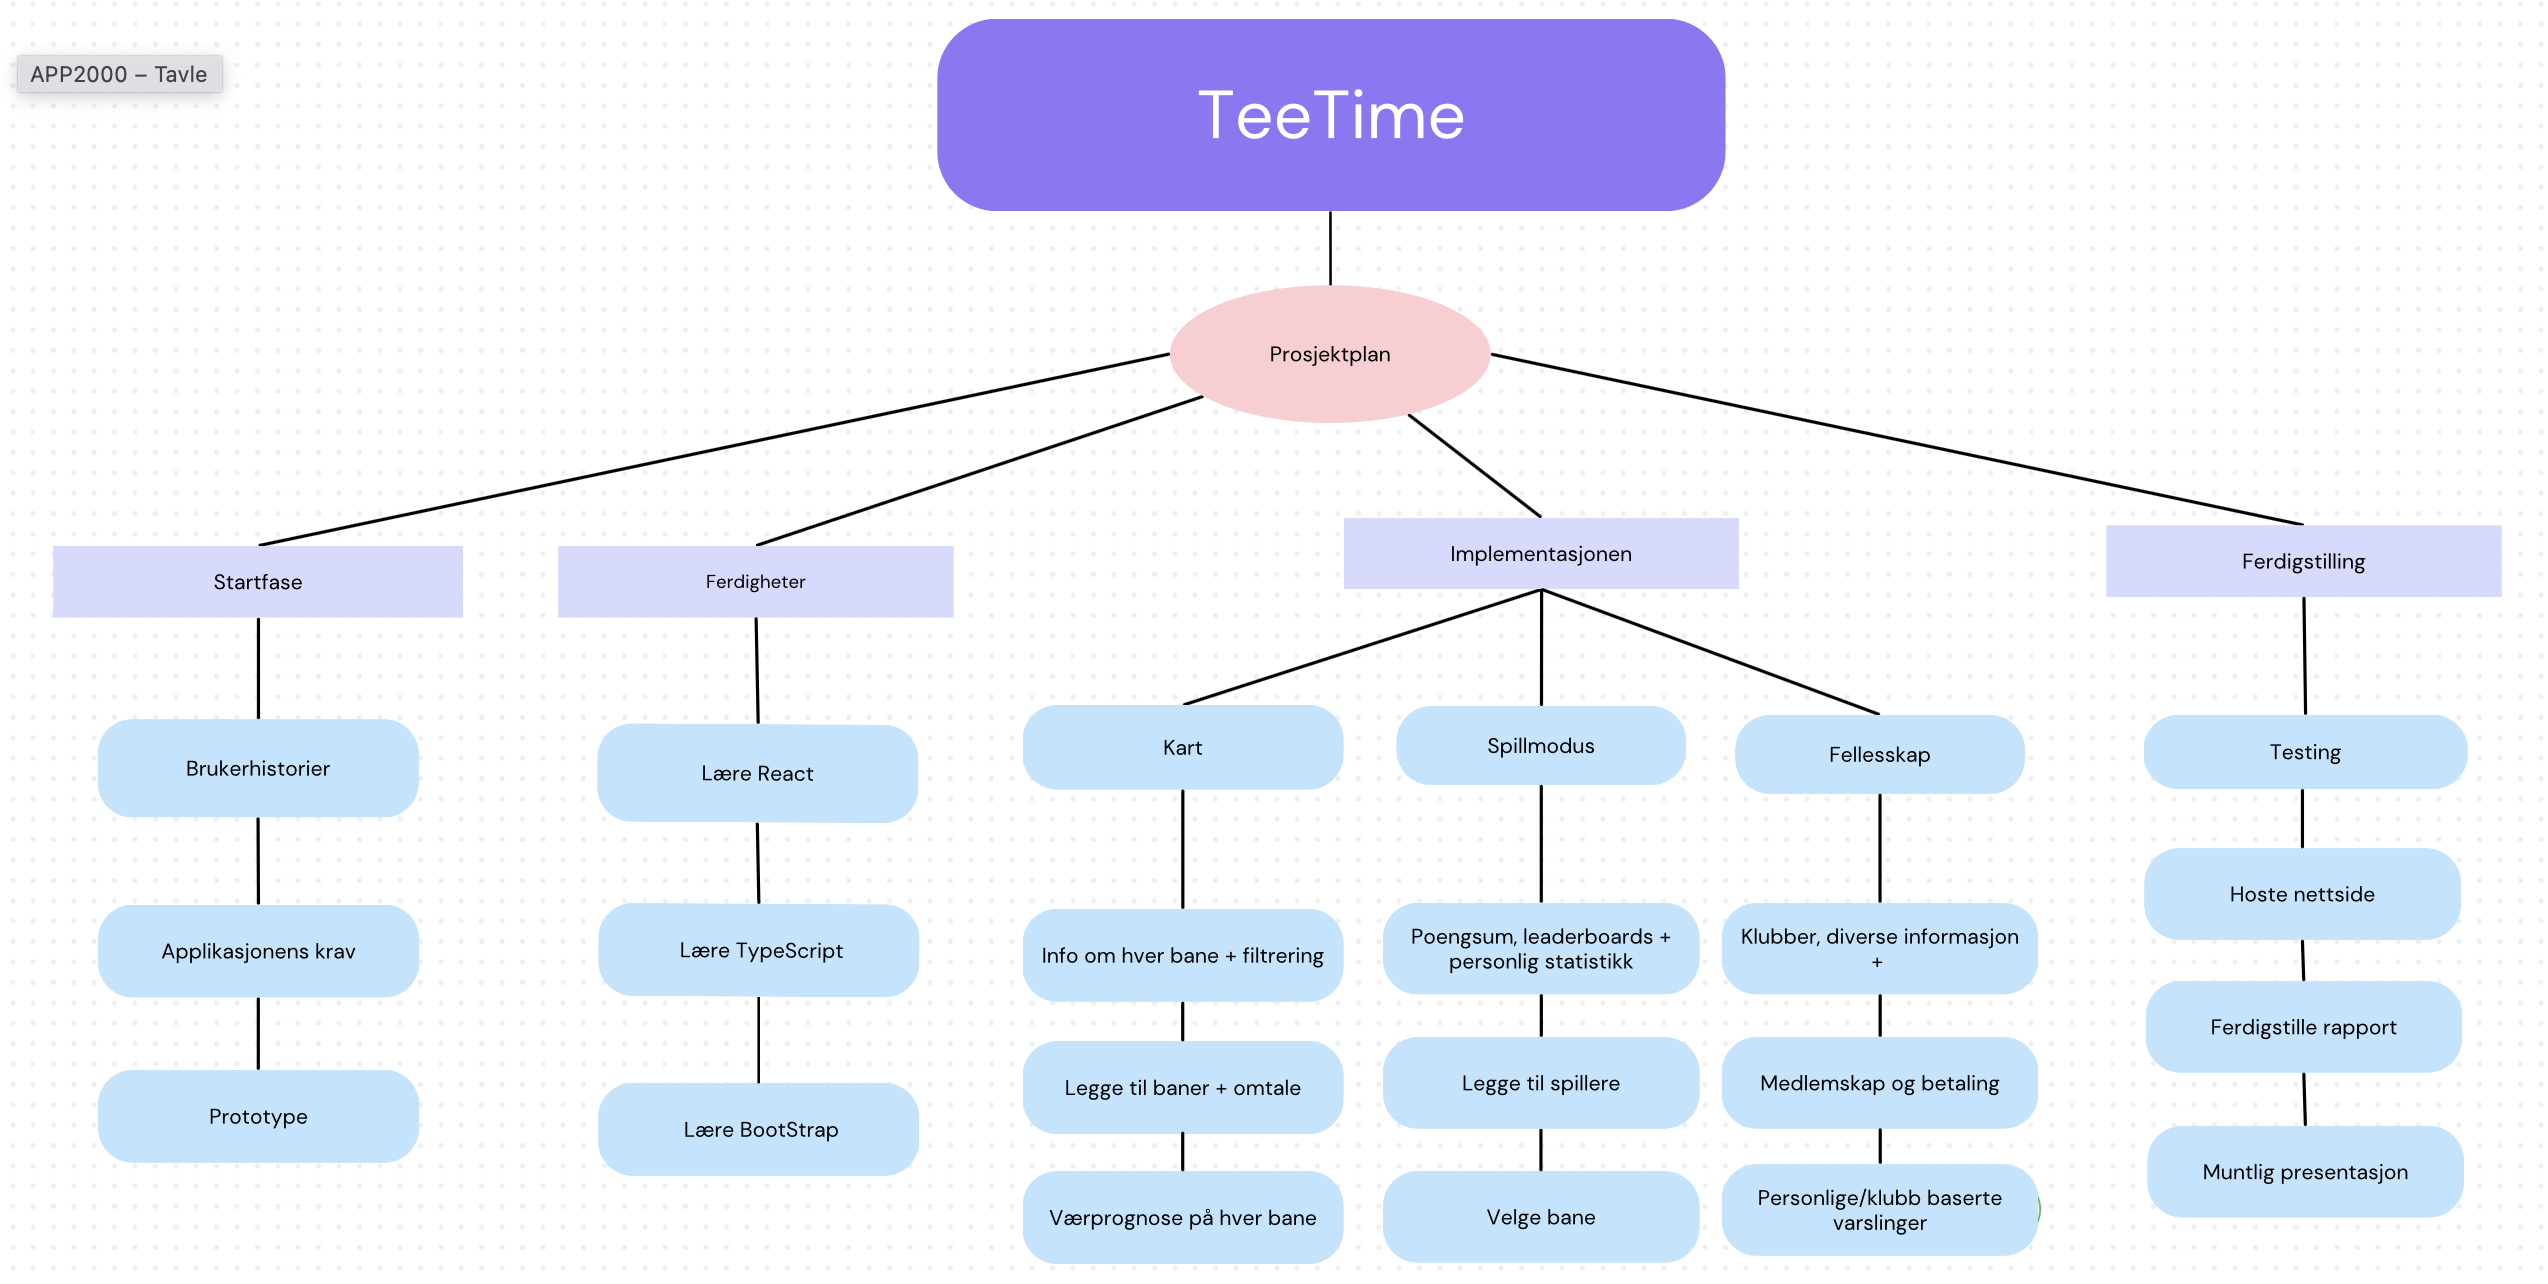 APP2000 – Tavle
TeeTime
Prosjektplan
Startfase
Ferdigheter
Implementasjonen
Ferdigstilling
Brukerhistorier
Applikasjonens krav
Prototype
Lære React
Lære TypeScript
Lære BootStrap
Kart
Info om hver bane + filtrering
Legge til baner + omtale
Værprognose på hver bane
Spillmodus
Poengsum, leaderboards +
personlig statistikk
Legge til spillere
Velge bane
Fellesskap
Klubber, diverse informasjon
+
Medlemskap og betaling
Personlige/klubb baserte
varslinger
Testing
Hoste nettside
Ferdigstille rapport
Muntlig presentasjon